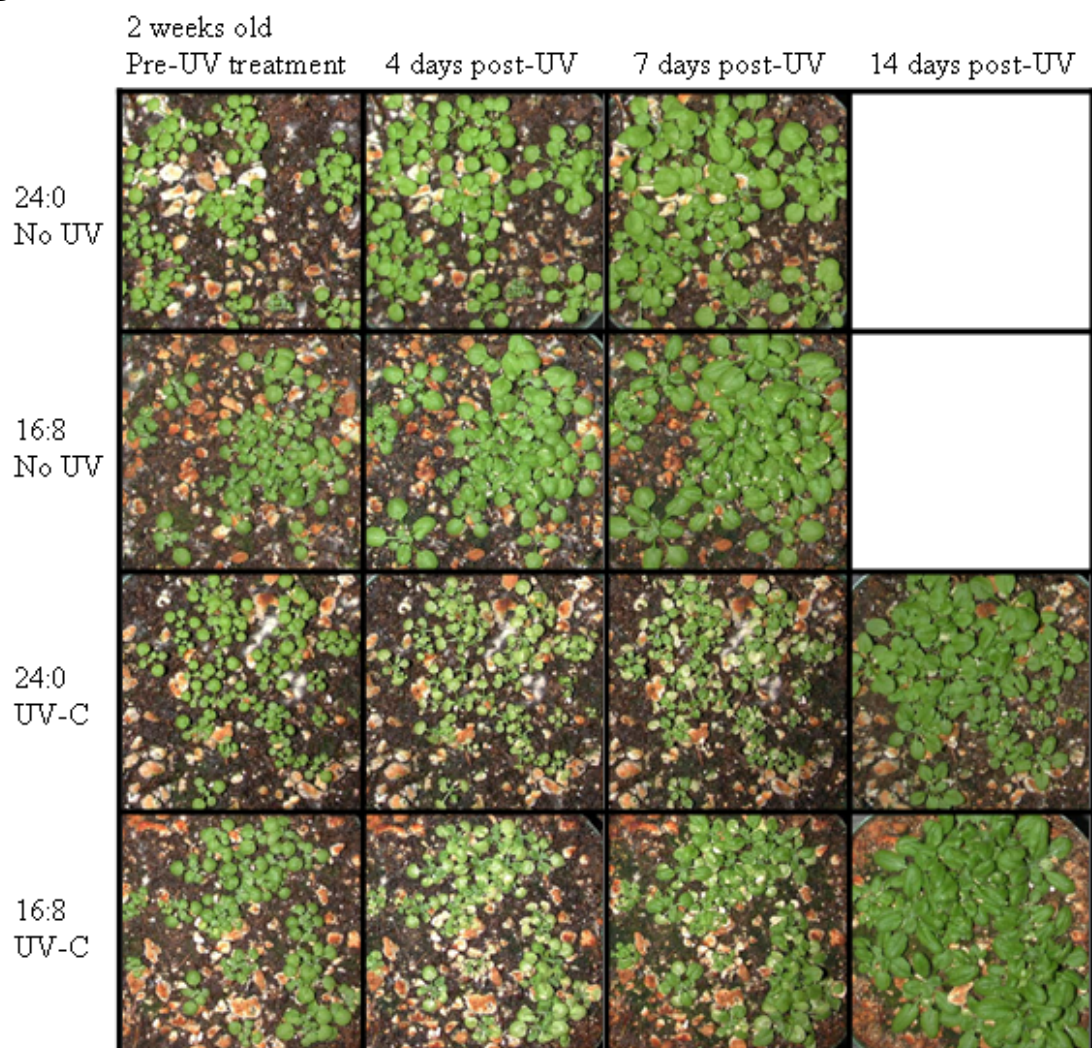 2 weeks old
Pre-UV treatment
4 days post-UV
7 days post-UV
14 days post-UV
24:0
No UV
16:8
No UV
24:0
UV-C
16:8
UV-C